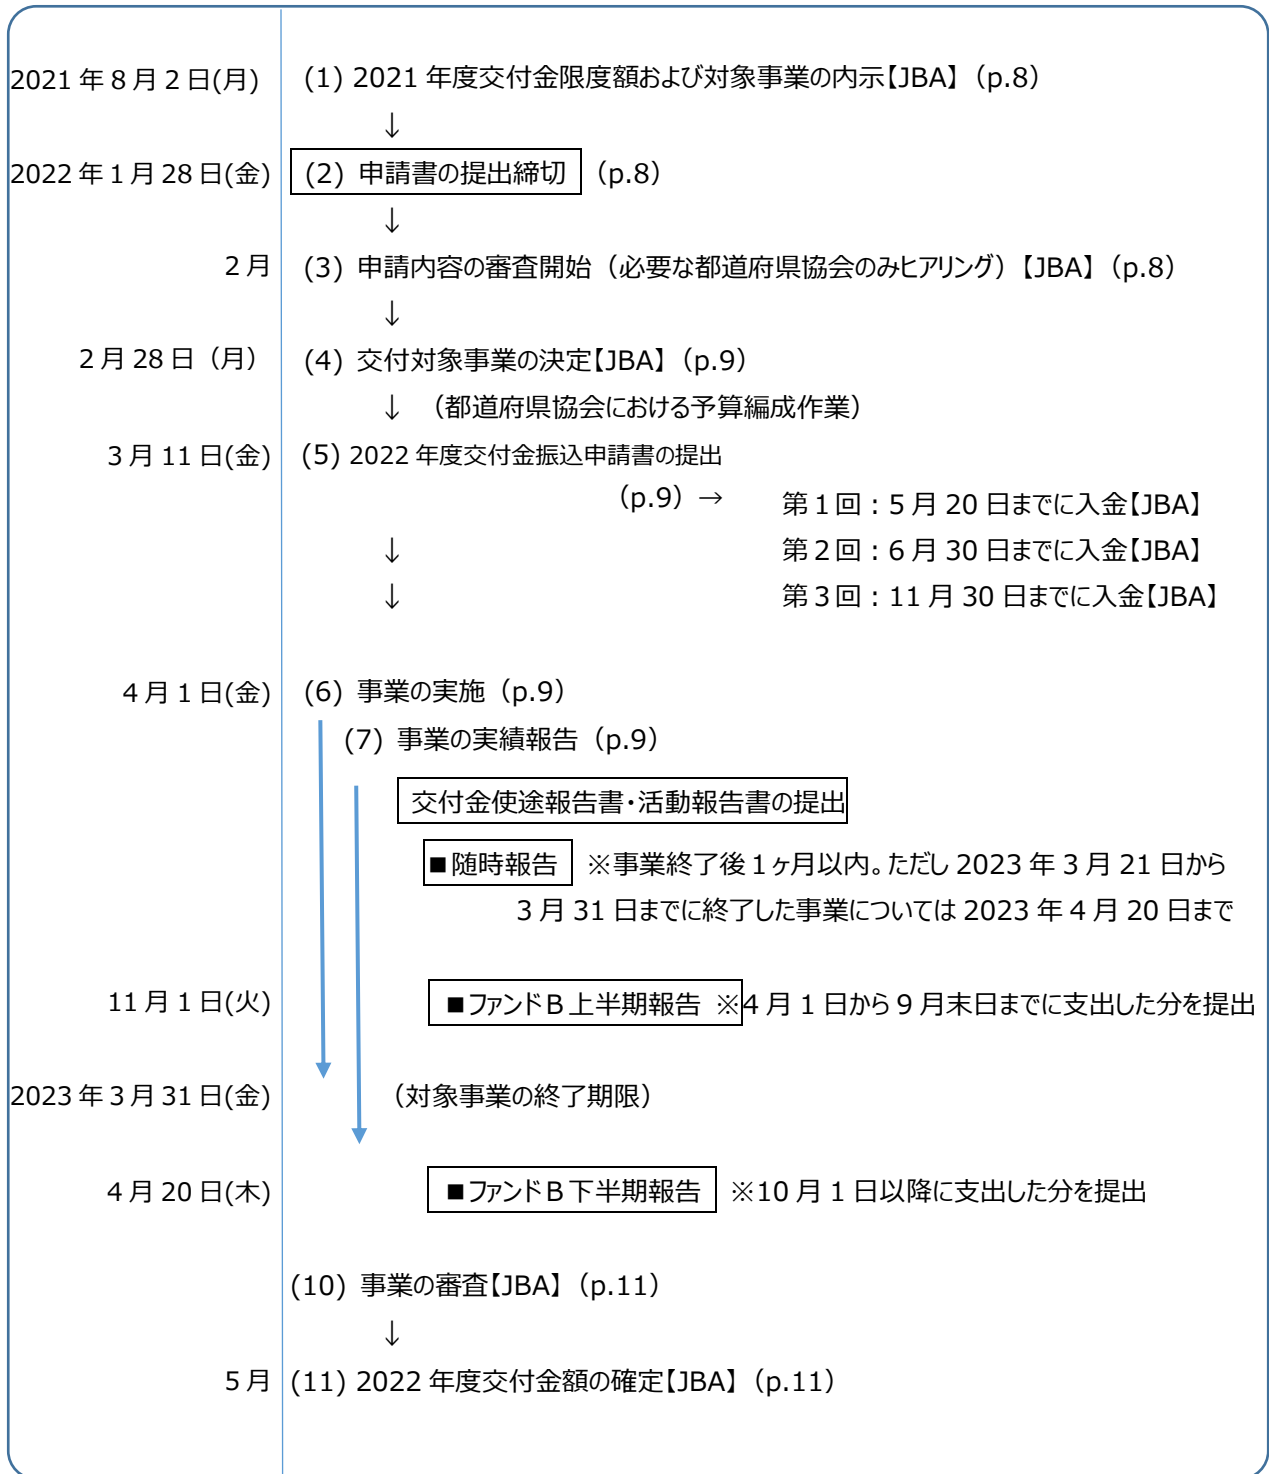 2021年8月2日(月) (1) 2021年度交付金限度額および対象事業の内示【JBA】(p.8)
↓
2022年1月28日(金) (2) 申請書の提出締切 (p.8)
↓
2月 (3) 申請内容の審査開始(必要な都道府県協会のみヒアリング)【JBA】(p.8)
↓
2月28日(月) (4) 交付対象事業の決定【JBA】(p.9)
↓ (都道府県協会における予算編成作業)
3月11日(金) (5) 2022年度交付金振込申請書の提出
(p.9)→ 第1回:5月20日までに入金【JBA】
↓ 第2回:6月30日までに入金【JBA】
↓ 第3回:11月30日までに入金【JBA】
4月1日(金) (6) 事業の実施(p.9)
(7) 事業の実績報告(p.9)
交付金使途報告書・活動報告書の提出
■随時報告 ※事業終了後1ヶ月以内。ただし2023年3月21日から
3月31日までに終了した事業については2023年4月20日まで
11月1日(火) ■ファンドB上半期報告 ※4月1日から9月末日までに支出した分を提出
2023年3月31日(金) (対象事業の終了期限)
4月20日(木) ■ファンドB下半期報告 ※10月1日以降に支出した分を提出
(10) 事業の審査【JBA】(p.11)
↓
5月 (11) 2022年度交付金額の確定【JBA】(p.11)